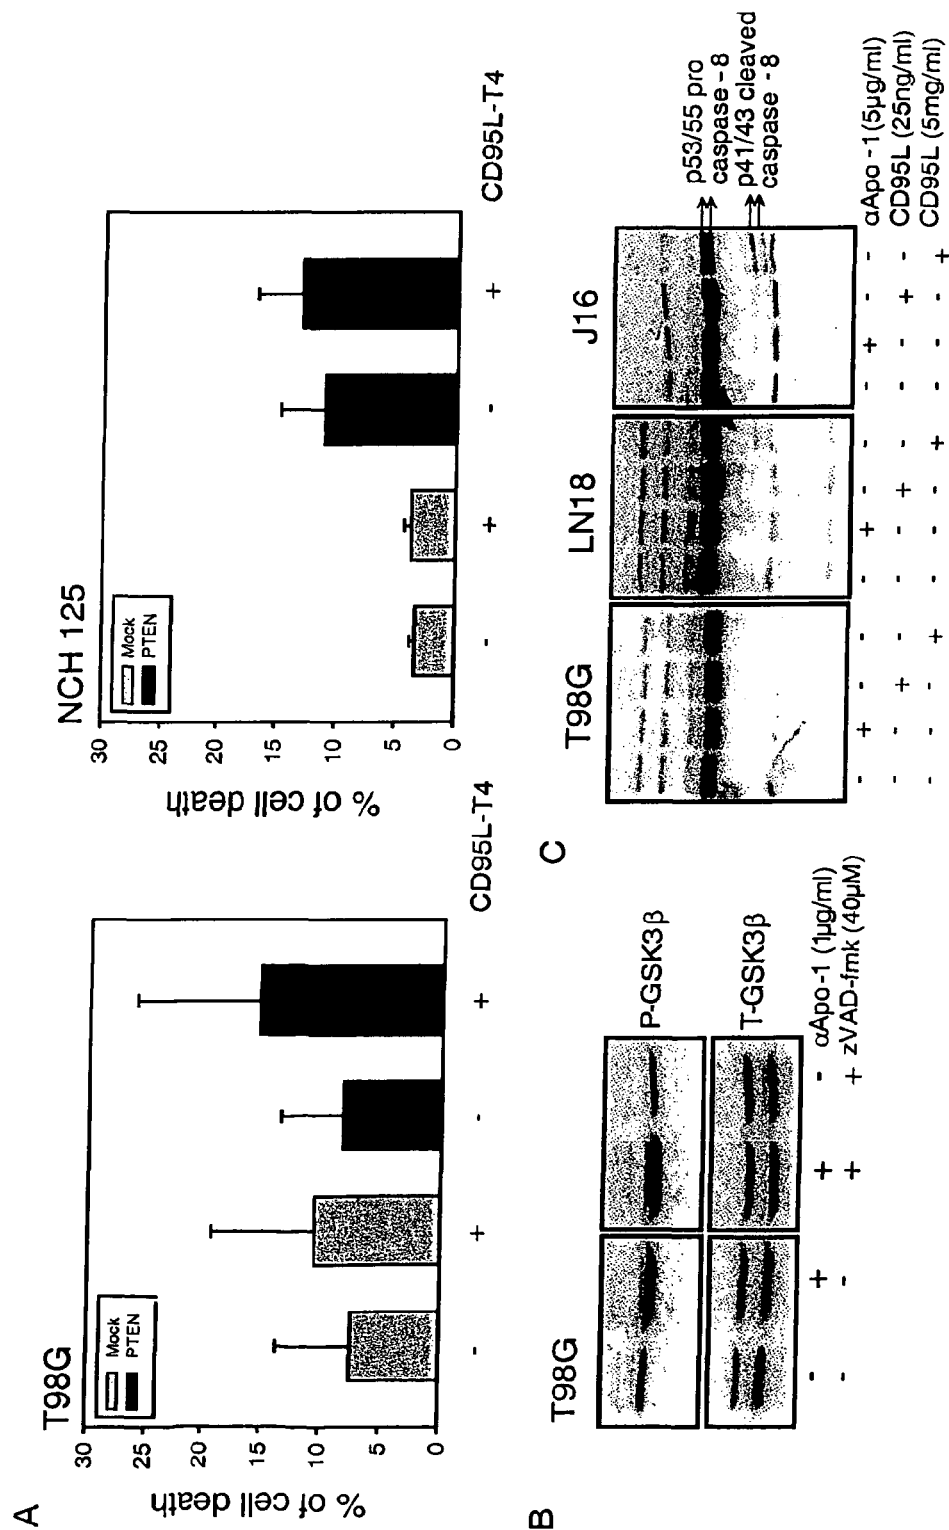 A
T98G
Mock
PTEN
% of cell death
30
25
20
15
10
5
0
- + - +
CD95L-T4
NCH 125
Mock
PTEN
% of cell death
30
25
20
15
10
5
0
- + - +
CD95L-T4
B
T98G
P-GSK3β
T-GSK3β
- + + - αApo-1 (1µg/ml)
- - + + zVAD-fmk (40µM)
C
T98G LN18 J16
p53/55 pro
caspase - 8
p41/43 cleaved
caspase - 8
- + - - - + - - - + - - αApo -1 (5µg/ml)
- - + - - - + - - - + - CD95L (25ng/ml)
- - - + - - - + - - - + CD95L (5mg/ml)